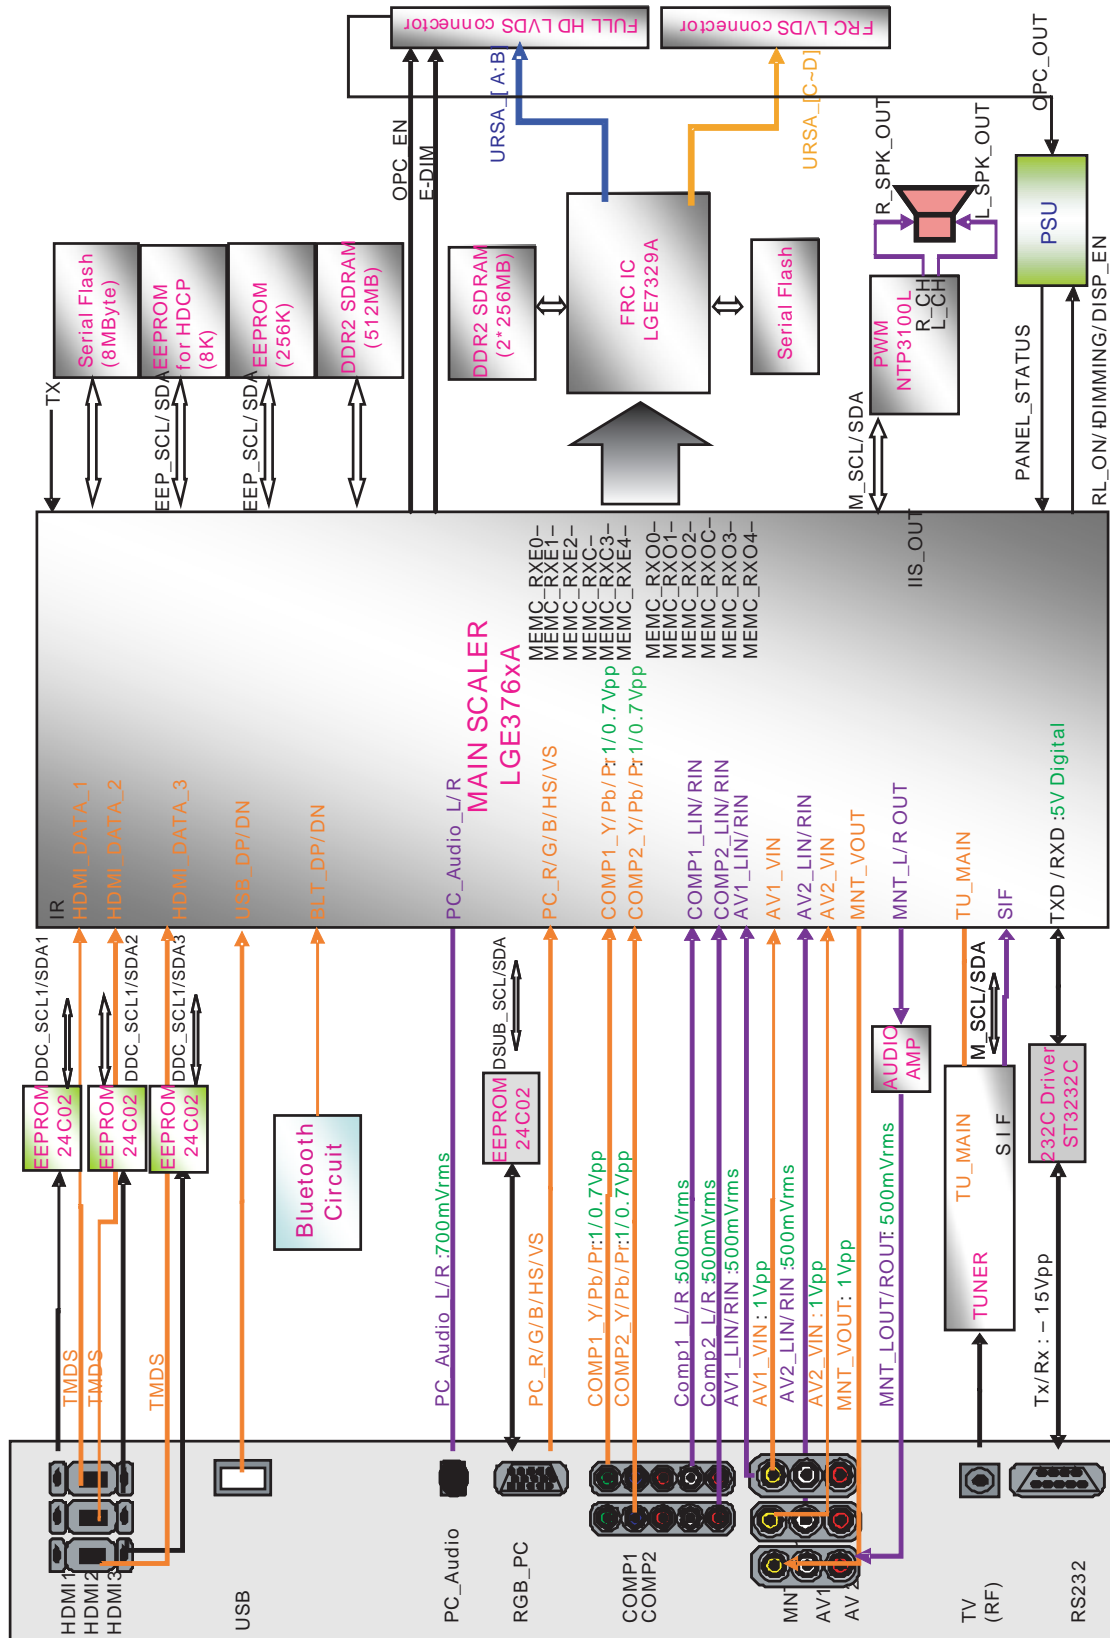 FULL HD LVDS connector
FRC LVDS connector
OPC_OUT
URSA_[A:B]
URSA_[C~D]
OPC_EN
E-DIM
R_SPK_OUT
L_SPK_OUT
PSU
Serial Flash
(8MByte)
EEPROM
for HDCP
(8K)
EEPROM
(256K)
DDR2 SDRAM
(512MB)
DDR2 SDRAM
(2*256MB)
FRC IC
LGE7329A
Serial Flash
PWM
NTP3100L
R_CH
L_CH
TX
EEP_SCL/SDA
EEP_SCL/SDA
M_SCL/SDA
PANEL_STATUS
RL_ON/IDIMMING/DISP_EN
MAIN SCALER
LGE376xA
MEMC_RXE0-
MEMC_RXE1-
MEMC_RXE2-
MEMC_RXC-
MEMC_RXC3-
MEMC_RXE4-
MEMC_RXO0-
MEMC_RXO1-
MEMC_RXO2-
MEMC_RXOC-
MEMC_RXO3-
MEMC_RXO4-
IIS_OUT
IR
HDMI_DATA_1
HDMI_DATA_2
HDMI_DATA_3
USB_DP/DN
BLT_DP/DN
PC_Audio_L/R
PC_R/G/B/HS/VS
COMP1_Y/Pb/Pr:1/0.7Vpp
COMP2_Y/Pb/Pr:1/0.7Vpp
COMP1_LIN/RIN
COMP2_LIN/RIN
AV1_LIN/RIN
AV1_VIN
AV2_LIN/RIN
AV2_VIN
MNT_VOUT
MNT_L/R OUT
TU_MAIN
SIF
TXD/RXD :5V Digital
DDC_SCL1/SDA1
DDC_SCL1/SDA2
DDC_SCL1/SDA3
DSUB_SCL/SDA
M_SCL/SDA
EEPROM
24C02
EEPROM
24C02
EEPROM
24C02
Bluetooth
Circuit
EEPROM
24C02
AUDIO
AMP
TU_MAIN
SIF
TUNER
232C Driver
ST3232C
TMDS
TMDS
TMDS
PC Audio L/R :700mVrms
PC_R/G/B/HS/VS
COMP1_Y/Pb/Pr:1/0.7Vpp
COMP2_Y/Pb/Pr:1/0.7Vpp
Comp1 L/R :500mVrms
Comp2 L/R :500mVrms
AV1_LIN/RIN :500mVrms
AV1_VIN :1Vpp
AV2_LIN/RIN :500mVrms
AV2_VIN :1Vpp
MNT_VOUT: 1Vpp
MNT_LOUT/ROUT: 500mVrms
Tx/Rx : – 15Vpp
HDMI1
HDMI2
HDMI3
USB
PC_Audio
RGB_PC
COMP1
COMP2
MN
AV1
AV2
TV
(RF)
RS232